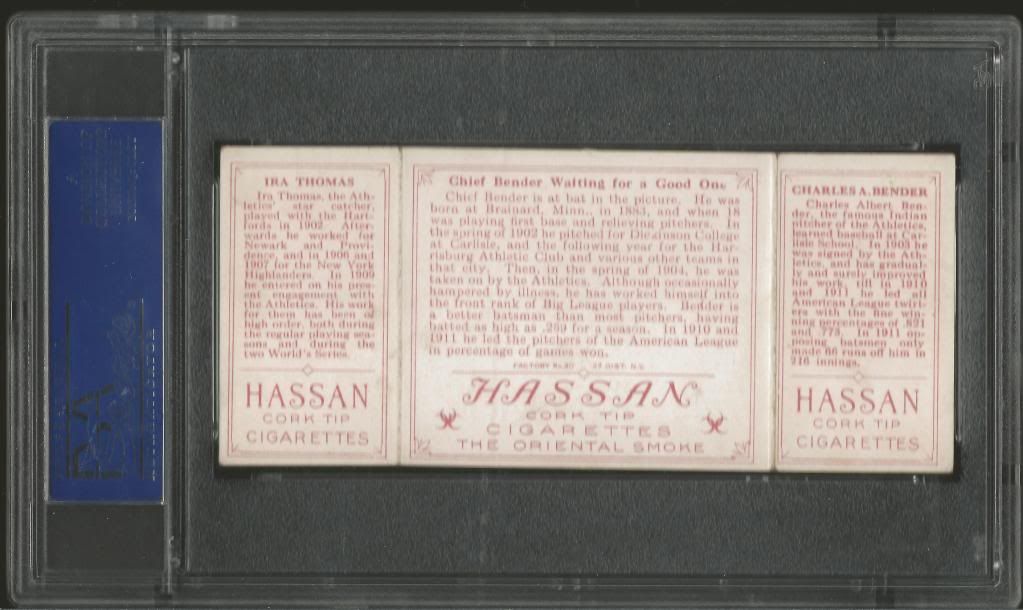 IRA THOMAS
Ira Thomas, the Ath-
letics' star catcher,
played with the Hart-
fords in 1902. After-
wards he worked for
Newark and Provi-
dence, and in 1906 and
1907 for the New York
Highlanders. In 1909
he entered on his pres
ent engagement with
the Athletics. His work
for them has been of
high order, both during
the regular playing sea-
sons and during the
two World's Series.
HASSAN
CORK TIP
CIGARETTES
Chief Bender Waiting for a Good One
Chief Bender is at bat in the picture. He was
born at Brainard, Minn., in 1883, and when 18
was playing first base and relieving pitchers. In
the spring of 1902 he pitched for Dickinson College
at Carlisle, and the following year for the Har-
risburg Athletic Club and various other teams in
that city. Then, in the spring of 1904, he was
taken on by the Athletics. Although occasionally
hampered by illness, he has worked himself into
the front rank of Big League players. Bender is
a better batsman than most pitchers, having
batted as high as .269 for a season. In 1910 and
1911 he led the pitchers of the American League
in percentage of games won.
FACTORY No.30 DIST. N.Y.
HASSAN
CORK TIP
CIGARETTES
THE ORIENTAL SMOKE
CHARLES A. BENDER
Charles Albert Ben-
der, the famous Indian
pitcher of the Athletics,
learned baseball at Car-
lisle School. In 1903 he
was signed by the Ath-
letics, and has gradual-
ly and surely improved
his work, till in 1910
and 1911 he led all
American League twirl-
ers with the fine win-
ning percentages of .821
and .773. In 1911 op-
posing batsmen only
made 66 runs off him in
216 innings.
HASSAN
CORK TIP
CIGARETTES